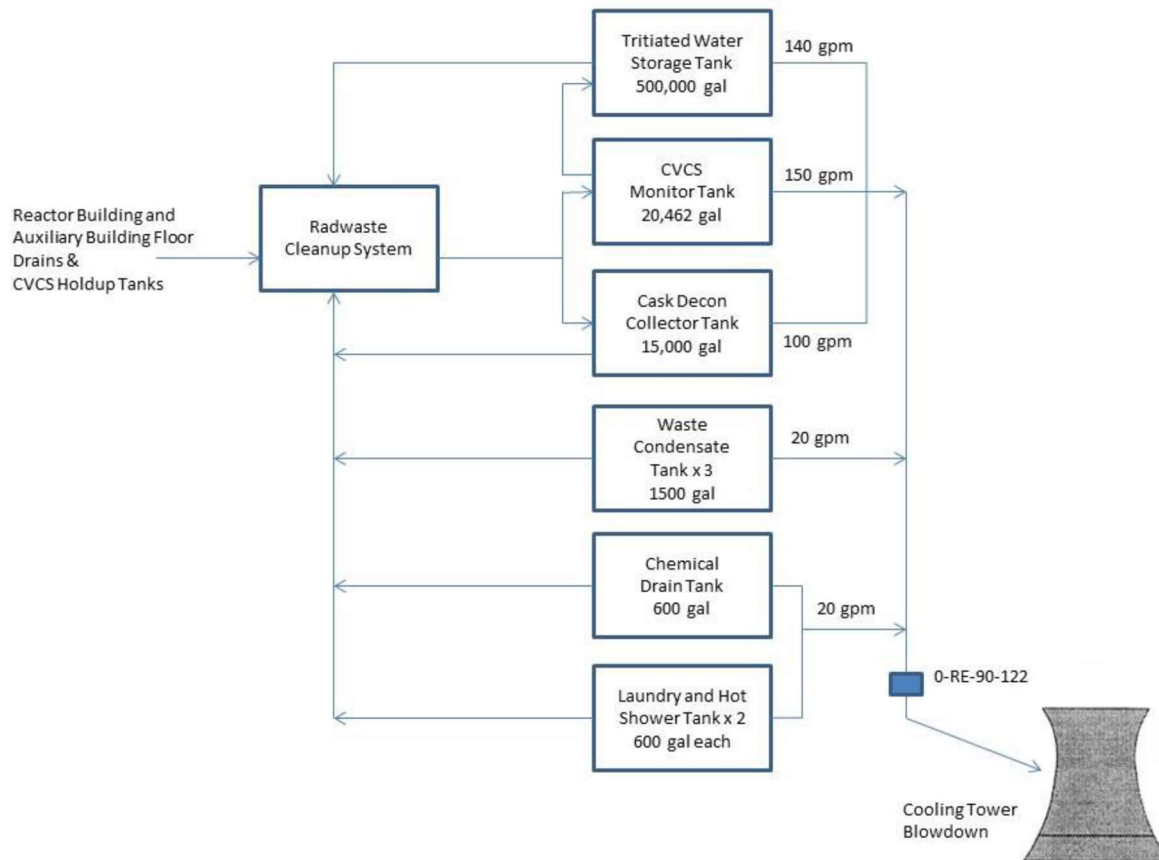 Tritiated Water
Storage Tank
500,000 gal
140 gpm
CVCS
Monitor Tank
20,462 gal
150 gpm
Reactor Building and
Auxiliary Building Floor
Drains &
CVCS Holdup Tanks
Radwaste
Cleanup System
Cask Decon
Collector Tank
15,000 gal
100 gpm
Waste
Condensate
Tank x 3
1500 gal
20 gpm
Chemical
Drain Tank
600 gal
20 gpm
Laundry and Hot
Shower Tank x 2
600 gal each
0-RE-90-122
Cooling Tower
Blowdown